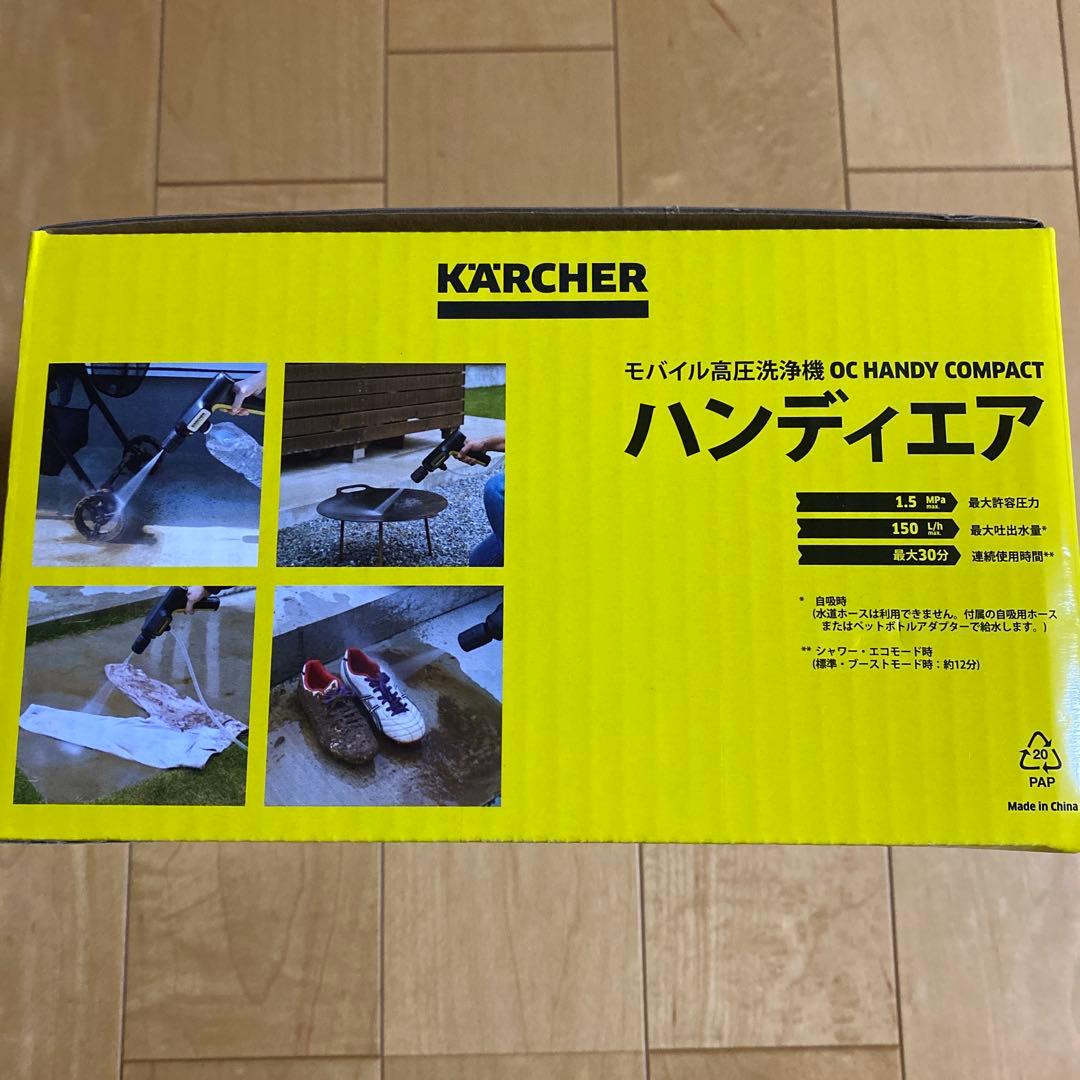 KÄRCHER
モバイル高圧洗浄機 OC HANDY COMPACT
ハンディエア
1.5 MPa max. 最大許容圧力
150 L/h max. 最大吐出水量*
最大30分 連続使用時間**
* 自吸時
(水道ホースは利用できません。付属の自吸用ホース
またはペットボトルアダプターで給水します。)
** シャワー・エコモード時
(標準・ブーストモード時：約12分)
20
PAP
Made in China